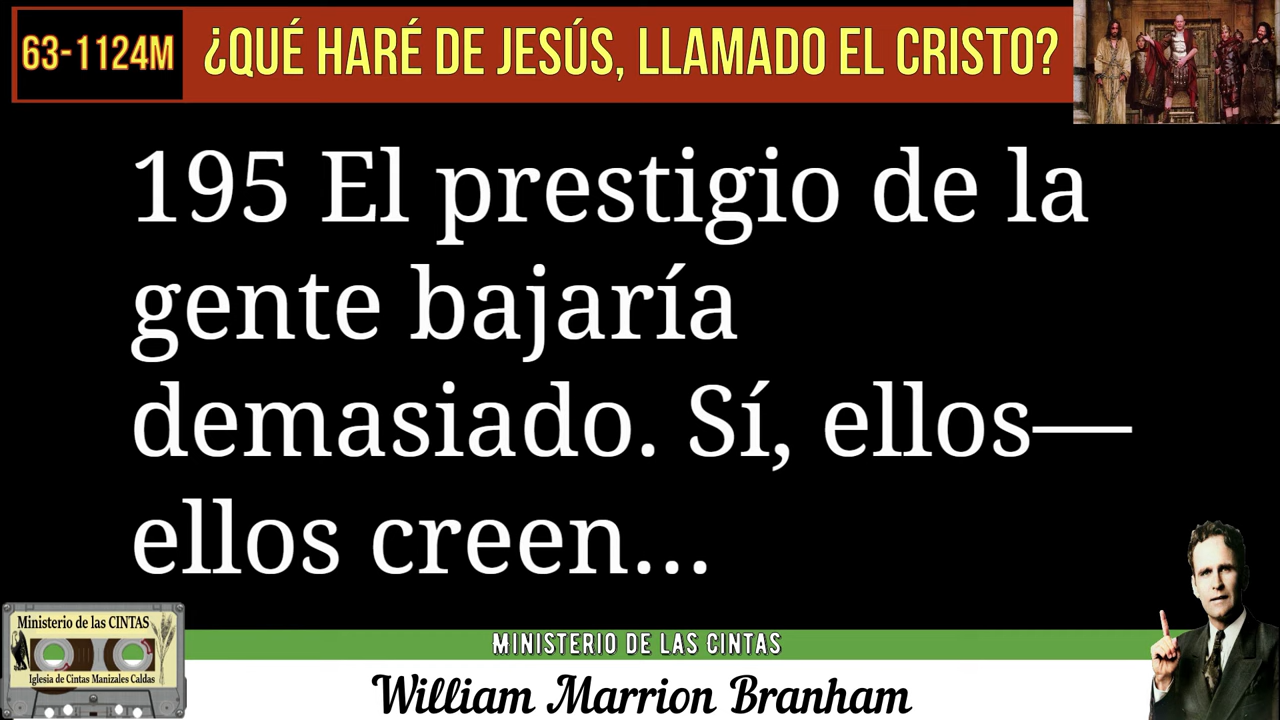 63-1124M ¿QUÉ HARÉ DE JESÚS, LLAMADO EL CRISTO?
195 El prestigio de la
gente bajaría
demasiado. Sí, ellos—
ellos creen...
Ministerio de las CINTAS
Iglesia de Cintas Manizales Caldas
MINISTERIO DE LAS CINTAS
William Marrion Branham